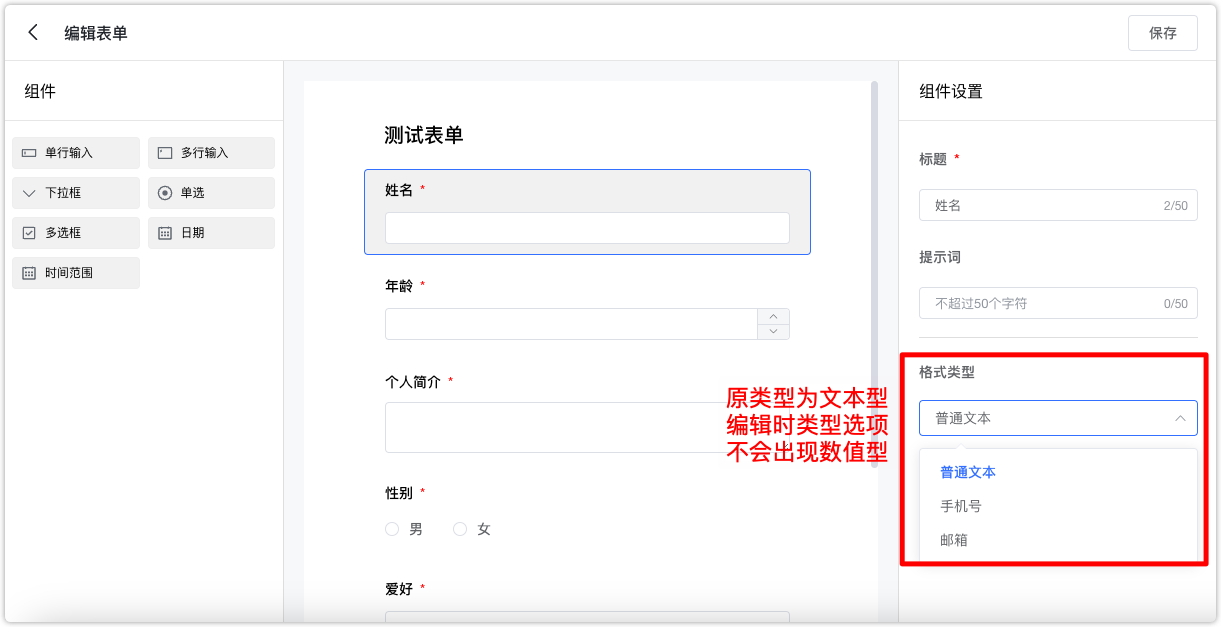 编辑表单
保存
组件
单行输入
多行输入
下拉框
单选
多选框
日期
时间范围
测试表单
姓名 *
年龄 *
个人简介 *
性别 *
男
女
爱好 *
原类型为文本型
编辑时类型选项
不会出现数值型
组件设置
标题 *
姓名 2/50
提示词
不超过50个字符 0/50
格式类型
普通文本
普通文本
手机号
邮箱